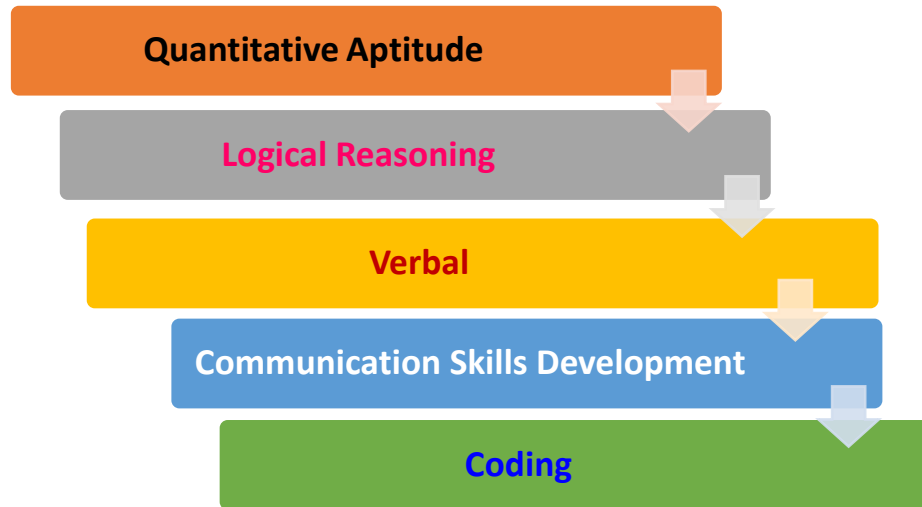 Quantitative Aptitude
Logical Reasoning
Verbal
Communication Skills Development
Coding